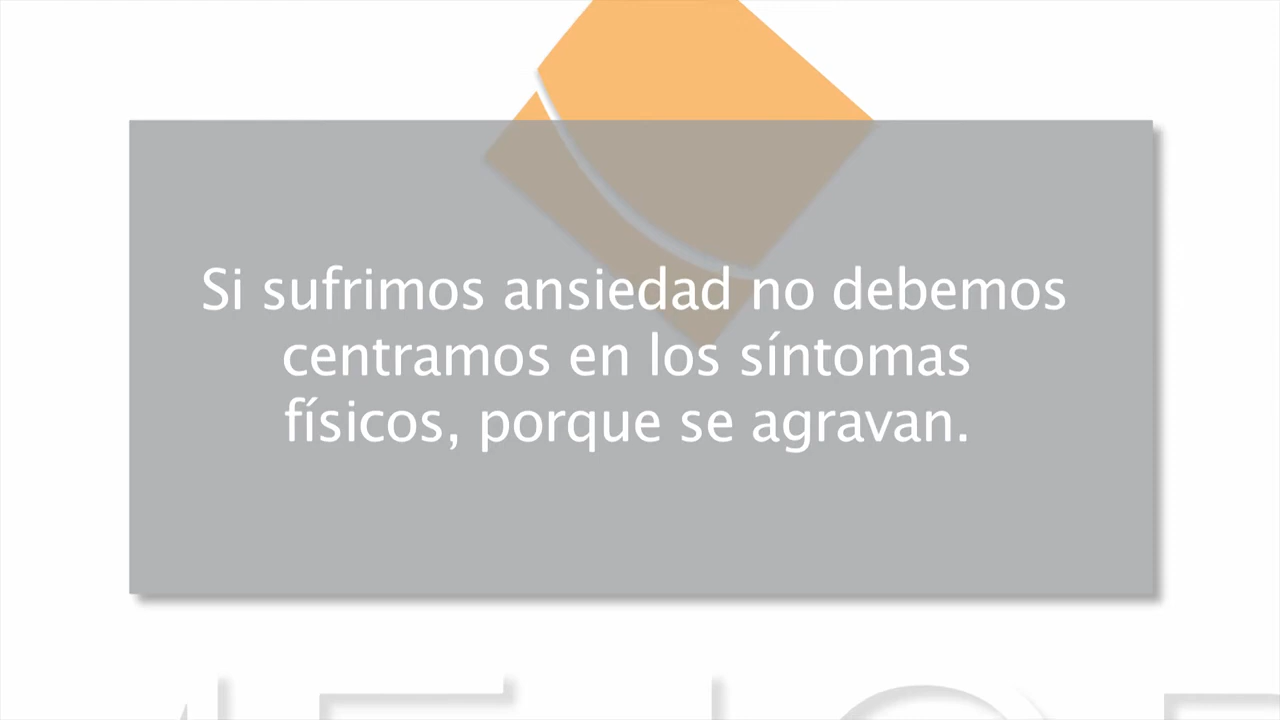 Si sufrimos ansiedad no debemos
centramos en los síntomas
físicos, porque se agravan.